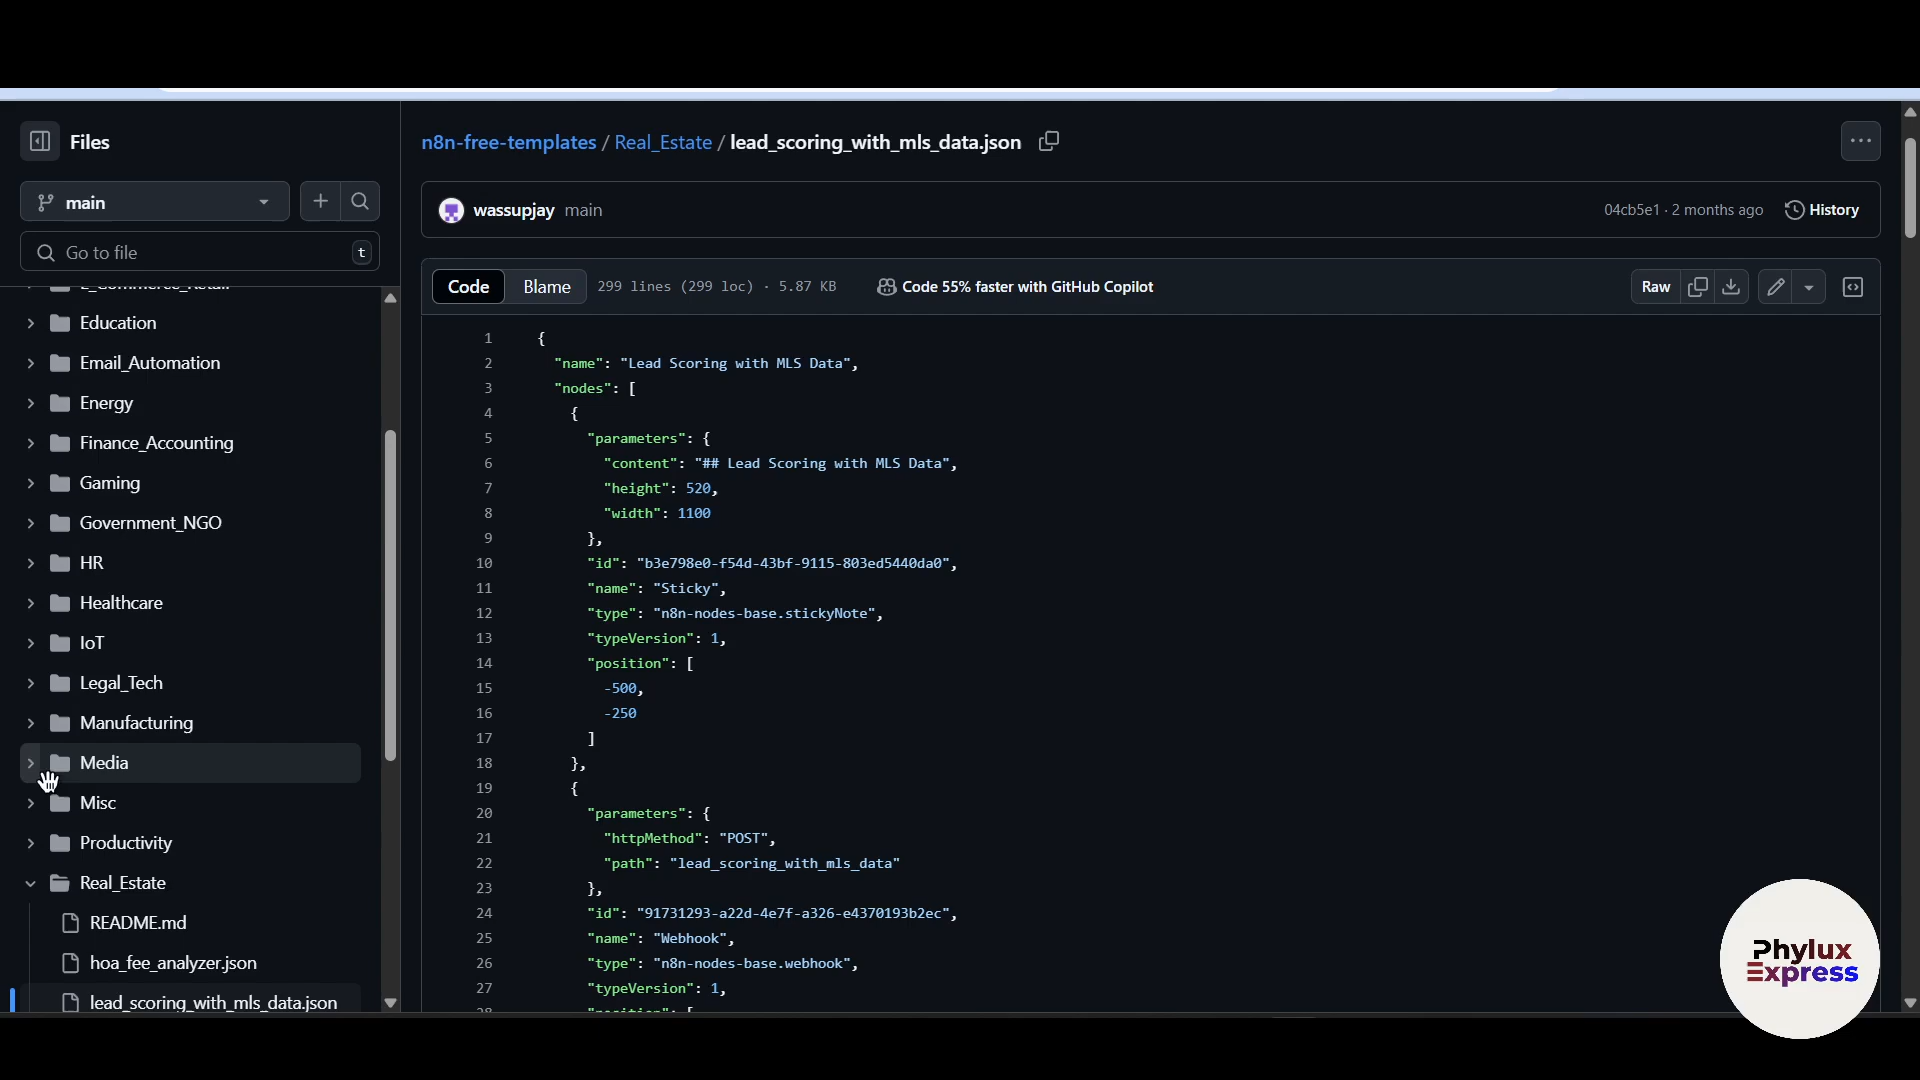 Files
main
Go to file
t
Education
Email_Automation
Energy
Finance_Accounting
Gaming
Government_NGO
HR
Healthcare
IoT
Legal_Tech
Manufacturing
Media
Misc
Productivity
Real_Estate
README.md
hoa_fee_analyzer.json
lead_scoring_with_mls_data.json
n8n-free-templates / Real_Estate / lead_scoring_with_mls_data.json
wassupjay main
04cb5e1 · 2 months ago
History
Code
Blame
299 lines (299 loc) · 5.87 KB
Code 55% faster with GitHub Copilot
Raw
1 {
2 "name": "Lead Scoring with MLS Data",
3 "nodes": [
4 {
5 "parameters": {
6 "content": "## Lead Scoring with MLS Data",
7 "height": 520,
8 "width": 1100
9 },
10 "id": "b3e798e0-f54d-43bf-9115-803ed5440da0",
11 "name": "Sticky",
12 "type": "n8n-nodes-base.stickyNote",
13 "typeVersion": 1,
14 "position": [
15 -500,
16 -250
17 ]
18 },
19 {
20 "parameters": {
21 "httpMethod": "POST",
22 "path": "lead_scoring_with_mls_data"
23 },
24 "id": "91731293-a22d-4e7f-a326-e4370193b2ec",
25 "name": "Webhook",
26 "type": "n8n-nodes-base.webhook",
27 "typeVersion": 1,
Phylux
Express